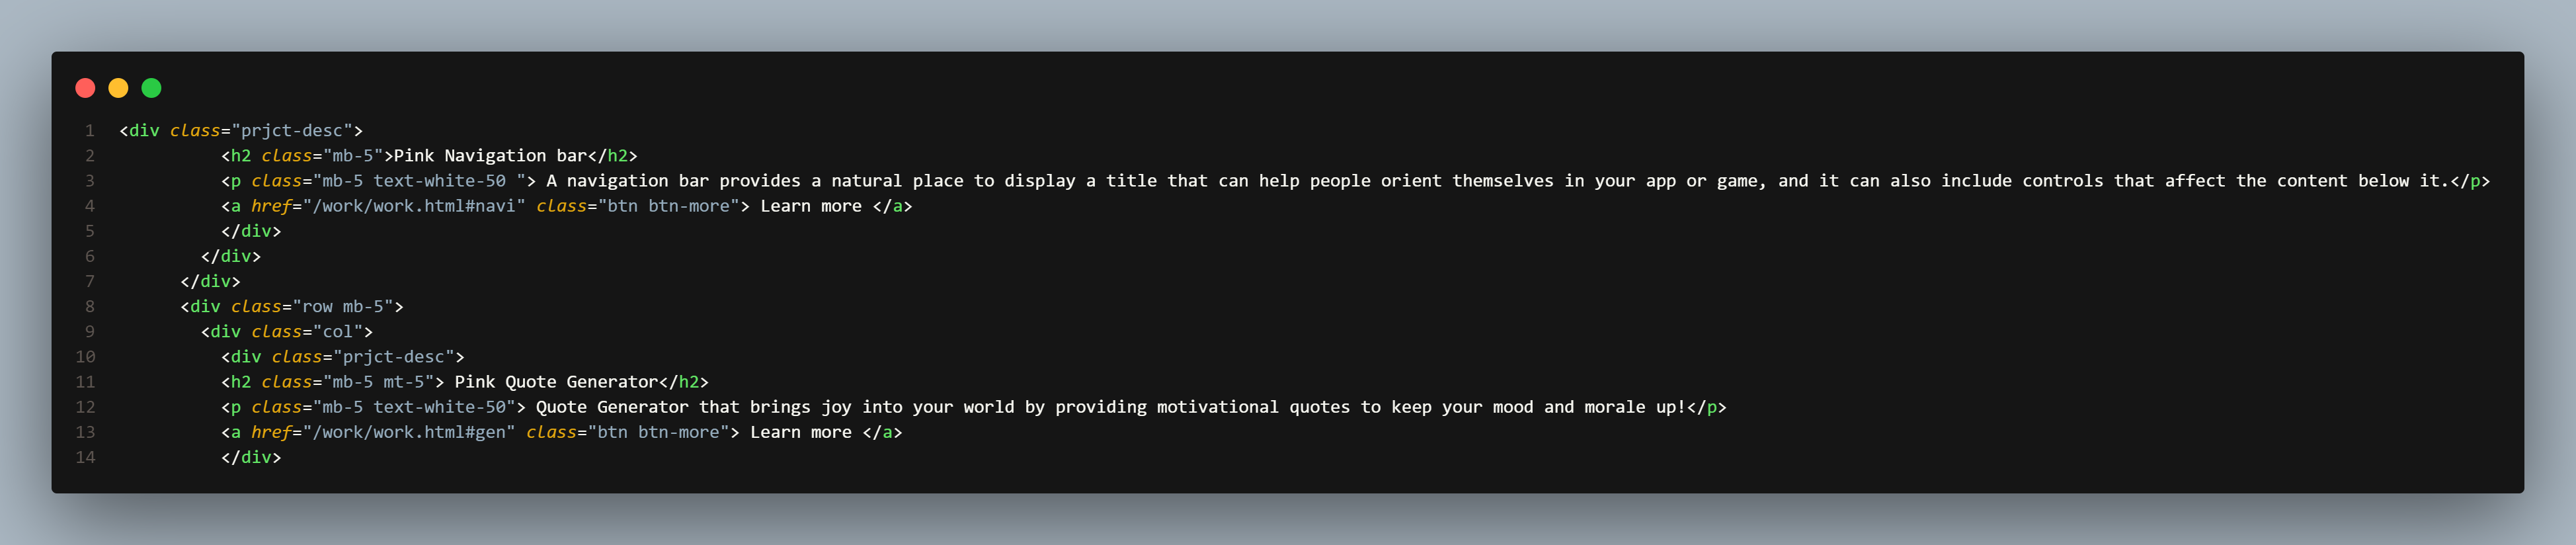 1 <div class="prjct-desc">
2 <h2 class="mb-5">Pink Navigation bar</h2>
3 <p class="mb-5 text-white-50 "> A navigation bar provides a natural place to display a title that can help people orient themselves in your app or game, and it can also include controls that affect the content below it.</p>
4 <a href="/work/work.html#navi" class="btn btn-more"> Learn more </a>
5 </div>
6 </div>
7 </div>
8 <div class="row mb-5">
9 <div class="col">
10 <div class="prjct-desc">
11 <h2 class="mb-5 mt-5"> Pink Quote Generator</h2>
12 <p class="mb-5 text-white-50"> Quote Generator that brings joy into your world by providing motivational quotes to keep your mood and morale up!</p>
13 <a href="/work/work.html#gen" class="btn btn-more"> Learn more </a>
14 </div>